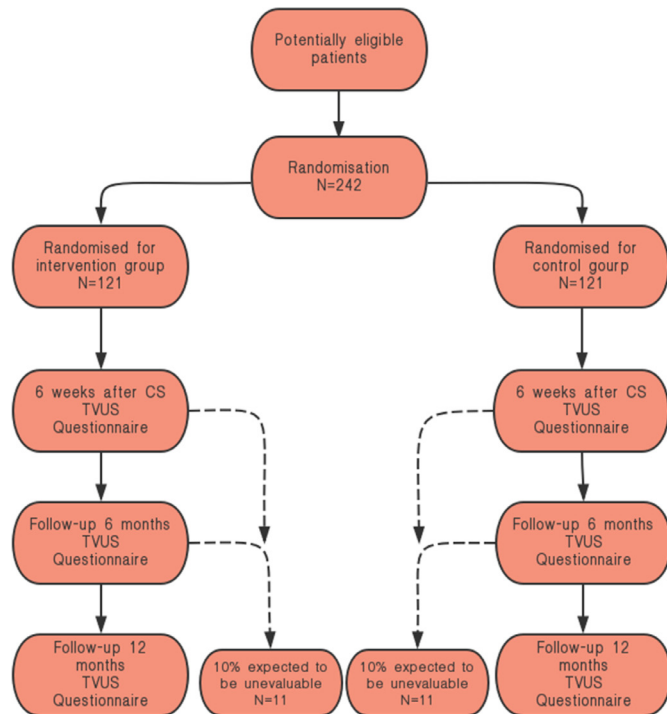 Potentially eligible
patients
Randomisation
N=242
Randomised for
intervention group
N=121
Randomised for
control gourp
N=121
6 weeks after CS
TVUS
Questionnaire
6 weeks after CS
TVUS
Questionnaire
Follow-up 6 months
TVUS
Questionnaire
Follow-up 6 months
TVUS
Questionnaire
Follow-up 12
months
TVUS
Questionnaire
10% expected to
be unevaluable
N=11
10% expected to
be unevaluable
N=11
Follow-up 12
months
TVUS
Questionnaire